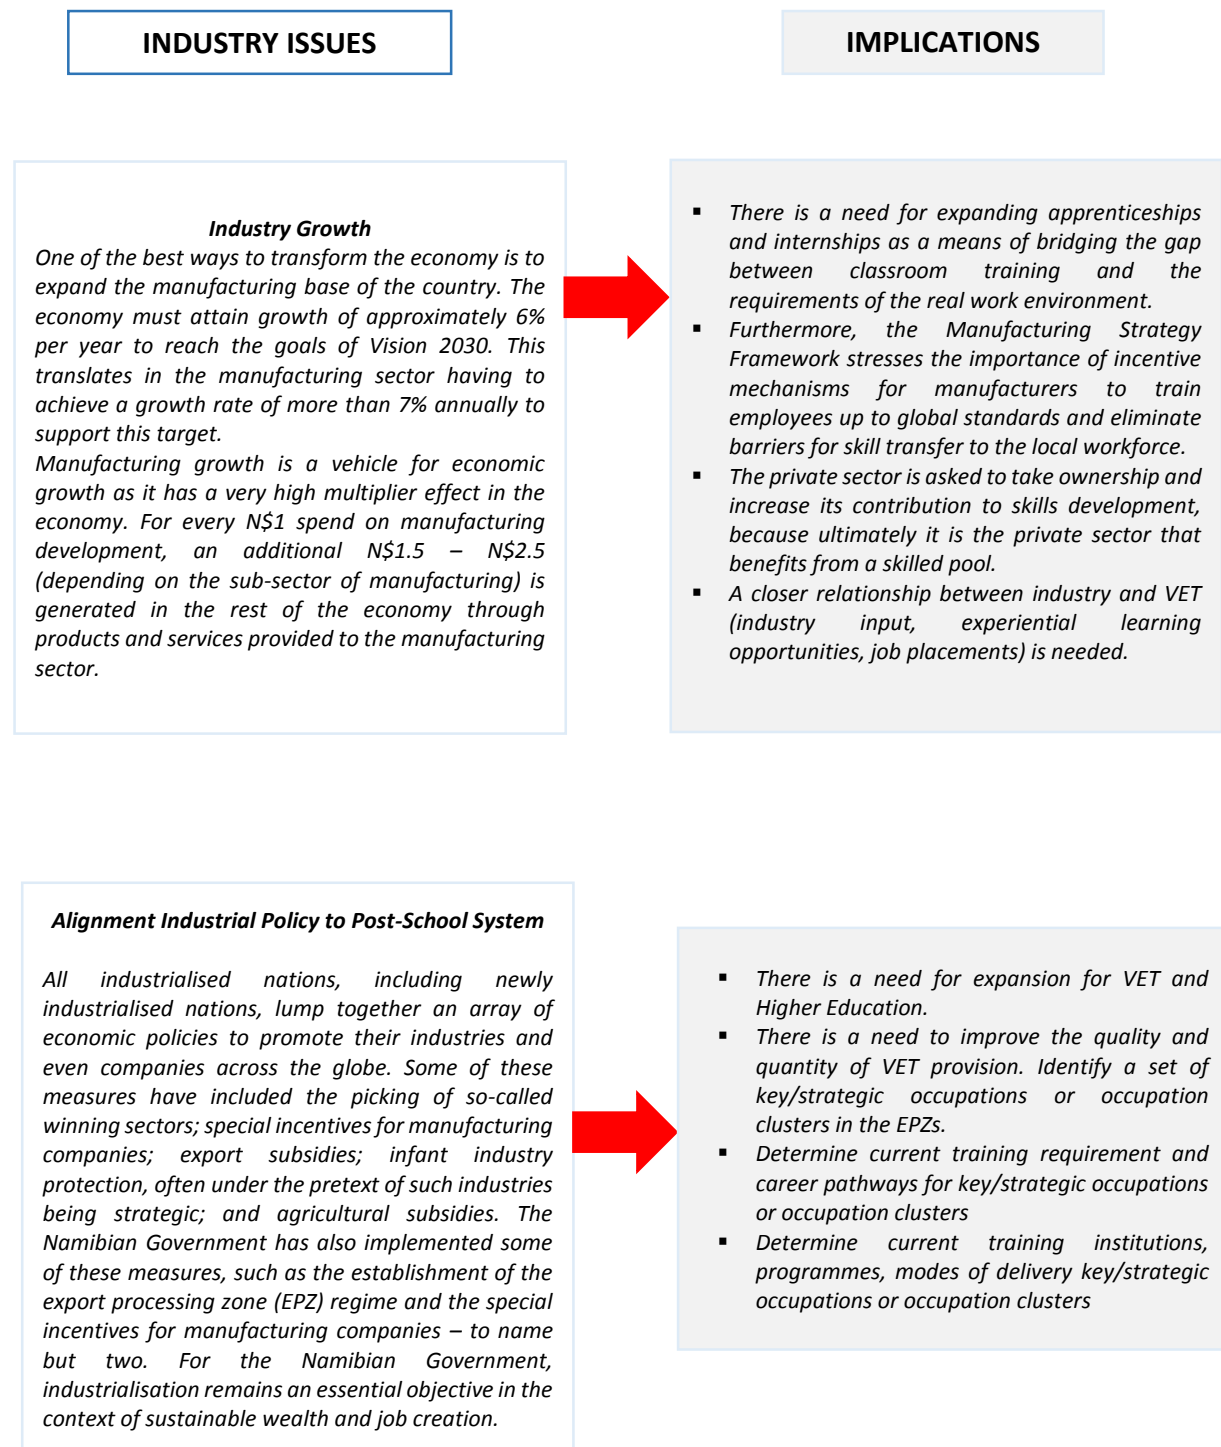 INDUSTRY ISSUES
IMPLICATIONS
Industry Growth
One of the best ways to transform the economy is to
expand the manufacturing base of the country. The
economy must attain growth of approximately 6%
per year to reach the goals of Vision 2030. This
translates in the manufacturing sector having to
achieve a growth rate of more than 7% annually to
support this target.
Manufacturing growth is a vehicle for economic
growth as it has a very high multiplier effect in the
economy. For every N$1 spend on manufacturing
development, an additional N$1.5 – N$2.5
(depending on the sub-sector of manufacturing) is
generated in the rest of the economy through
products and services provided to the manufacturing
sector.
▪ There is a need for expanding apprenticeships
and internships as a means of bridging the gap
between classroom training and the
requirements of the real work environment.
▪ Furthermore, the Manufacturing Strategy
Framework stresses the importance of incentive
mechanisms for manufacturers to train
employees up to global standards and eliminate
barriers for skill transfer to the local workforce.
▪ The private sector is asked to take ownership and
increase its contribution to skills development,
because ultimately it is the private sector that
benefits from a skilled pool.
▪ A closer relationship between industry and VET
(industry input, experiential learning
opportunities, job placements) is needed.
Alignment Industrial Policy to Post-School System
All industrialised nations, including newly
industrialised nations, lump together an array of
economic policies to promote their industries and
even companies across the globe. Some of these
measures have included the picking of so-called
winning sectors; special incentives for manufacturing
companies; export subsidies; infant industry
protection, often under the pretext of such industries
being strategic; and agricultural subsidies. The
Namibian Government has also implemented some
of these measures, such as the establishment of the
export processing zone (EPZ) regime and the special
incentives for manufacturing companies – to name
but two. For the Namibian Government,
industrialisation remains an essential objective in the
context of sustainable wealth and job creation.
▪ There is a need for expansion for VET and
Higher Education.
▪ There is a need to improve the quality and
quantity of VET provision. Identify a set of
key/strategic occupations or occupation
clusters in the EPZs.
▪ Determine current training requirement and
career pathways for key/strategic occupations
or occupation clusters
▪ Determine current training institutions,
programmes, modes of delivery key/strategic
occupations or occupation clusters